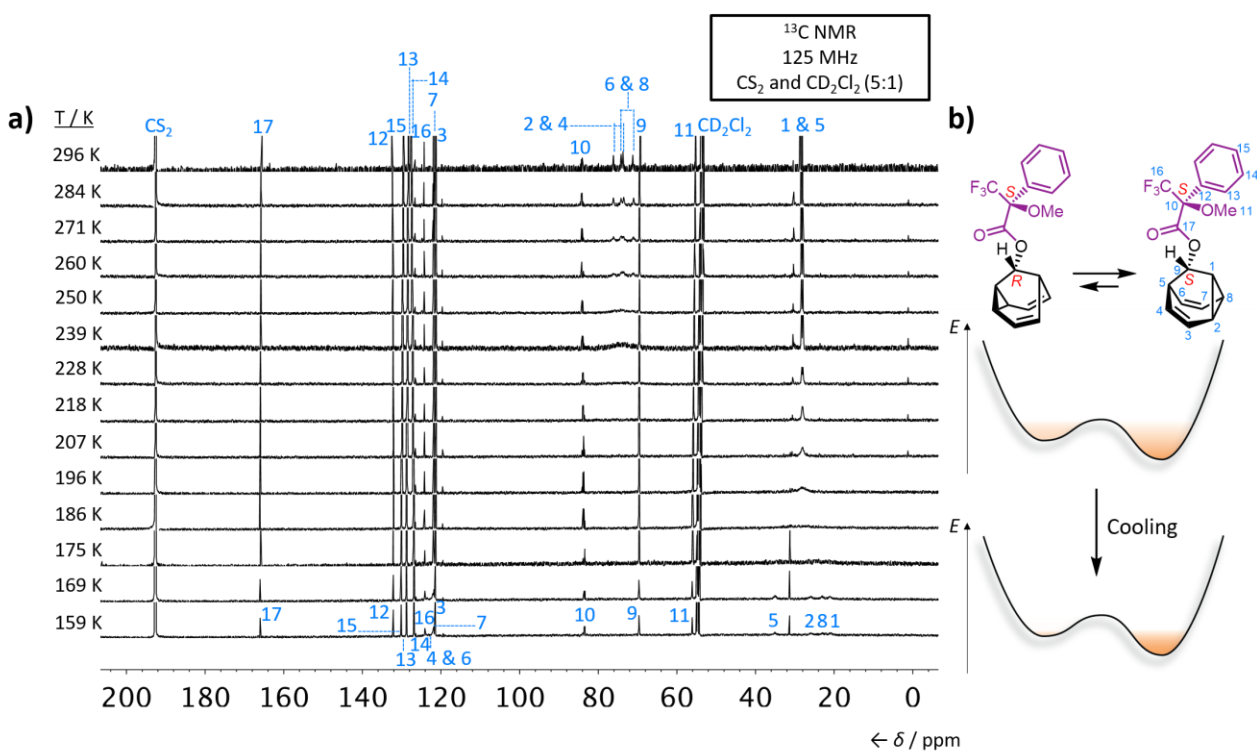 ¹³C NMR
125 MHz
CS₂ and CD₂Cl₂ (5:1)
a)
T / K
CS₂
17
12
15
13
14
16
7
3
10
2 & 4
6 & 8
9
11
CD₂Cl₂
1 & 5
296 K
284 K
271 K
260 K
250 K
239 K
228 K
218 K
207 K
196 K
186 K
175 K
169 K
159 K
17
12
15
13
14
16
3
7
4 & 6
10
9
11
5
2 8 1
200 180 160 140 120 100 80 60 40 20 0
← δ / ppm
b)
F₃C
S
OMe
O
O
H
R
15
14
13
12
16
F₃C
S
10
OMe
11
17
O
O
H
9
S
1
5
6
7
8
4
3
2
E
Cooling
E